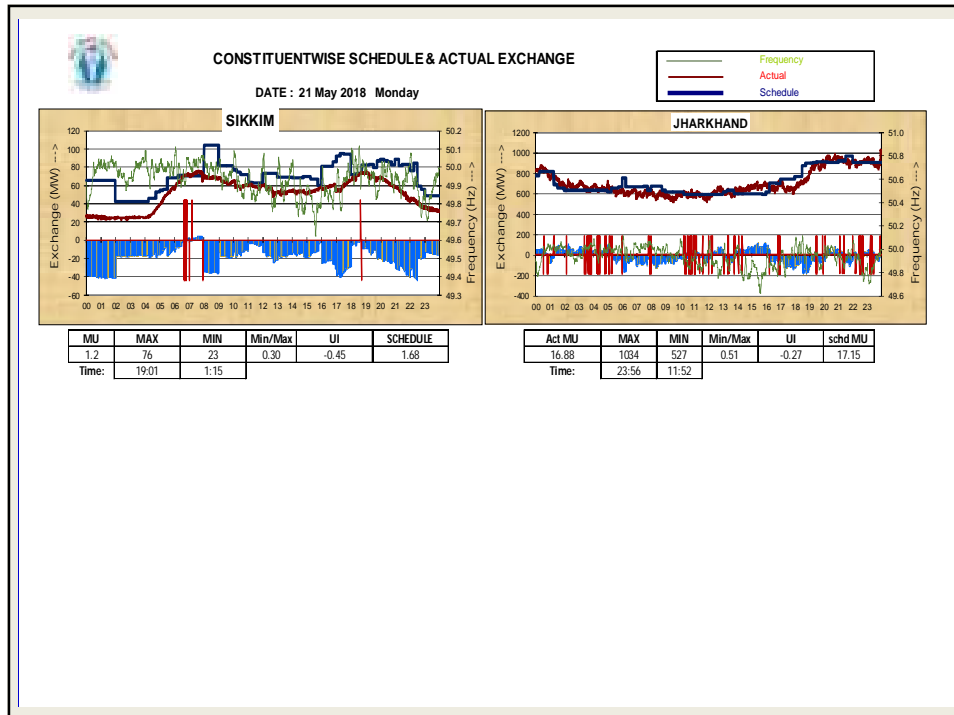 CONSTITUENTWISE SCHEDULE & ACTUAL EXCHANGE
DATE : 21 May 2018 Monday
Frequency
Actual
Schedule
SIKKIM
Exchange (MW) --->
120
100
80
60
40
20
0
-20
-40
-60
50.2
50.1
50.0
49.9
49.8
49.7
49.6
49.5
49.4
49.3
Frequency (Hz) --->
00 01 02 03 04 05 06 07 08 09 10 11 12 13 14 15 16 17 18 19 20 21 22 23
MU MAX MIN Min/Max UI SCHEDULE
1.2 76 23 0.30 -0.45 1.68
Time: 19:01 1:15
JHARKHAND
Exchange (MW) --->
1200
1000
800
600
400
200
0
-200
-400
51.0
50.8
50.6
50.4
50.2
50.0
49.8
49.6
Frequency (Hz) --->
00 01 02 03 04 05 06 07 08 09 10 11 12 13 14 15 16 17 18 19 20 21 22 23
Act MU MAX MIN Min/Max UI schd MU
16.88 1034 527 0.51 -0.27 17.15
Time: 23:56 11:52